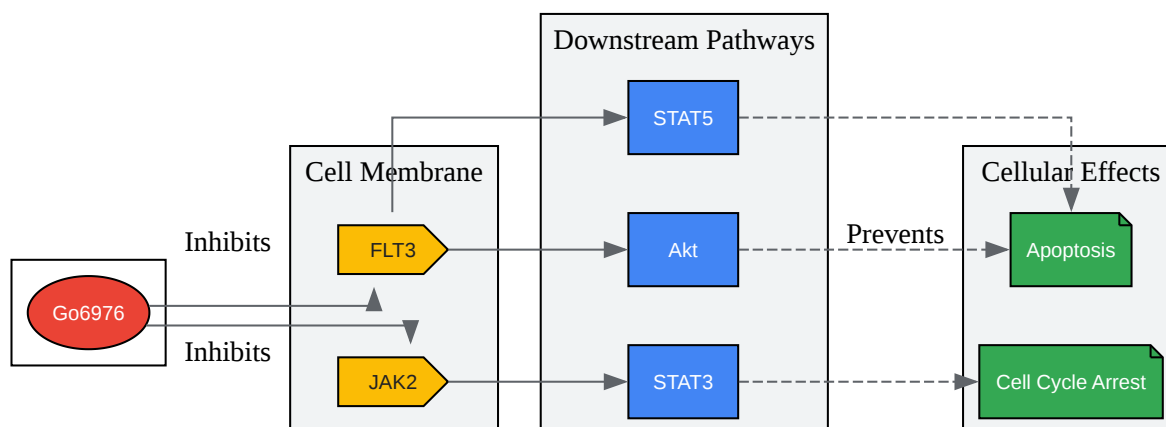 Downstream Pathways
STAT5
Cell Membrane
Cellular Effects
Inhibits
FLT3
Akt
Prevents
Apoptosis
Go6976
Inhibits
JAK2
STAT3
Cell Cycle Arrest